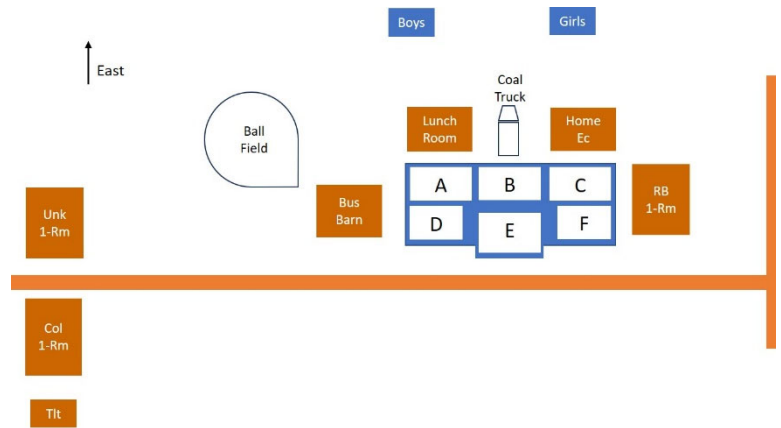 Boys
Girls
East
Coal
Truck
Ball
Field
Lunch
Room
Home
Ec
A
B
C
Unk
1-Rm
Bus
Barn
RB
1-Rm
D
E
F
Col
1-Rm
Tlt